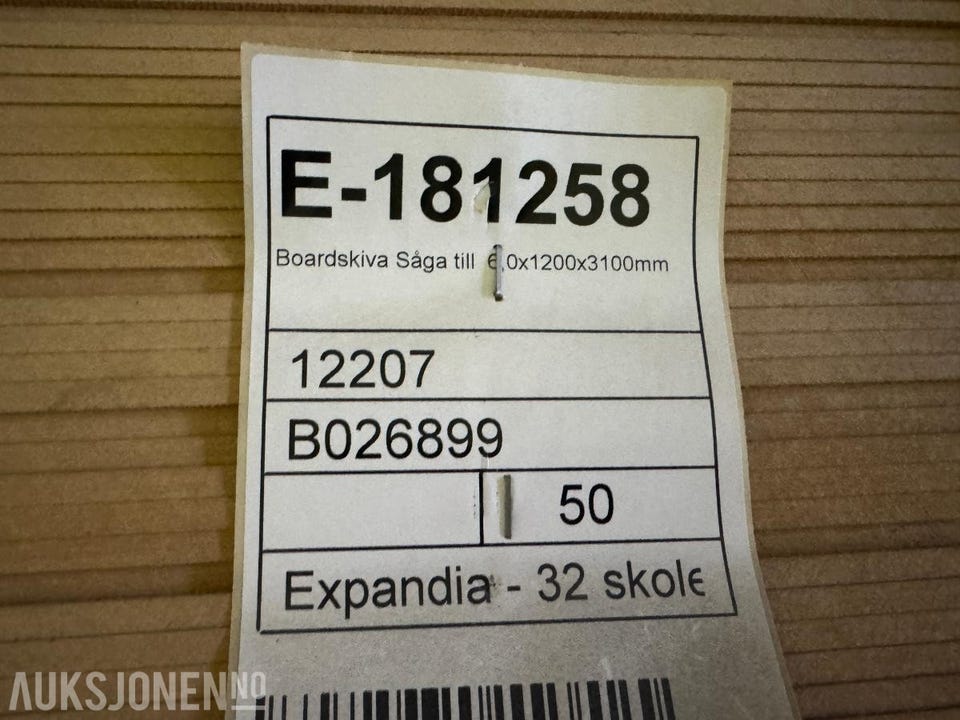 E-181258
Boardskiva Såga till 6,0x1200x3100mm
12207
B026899
50
Expandia - 32 skole
AUKSJONEN.NO